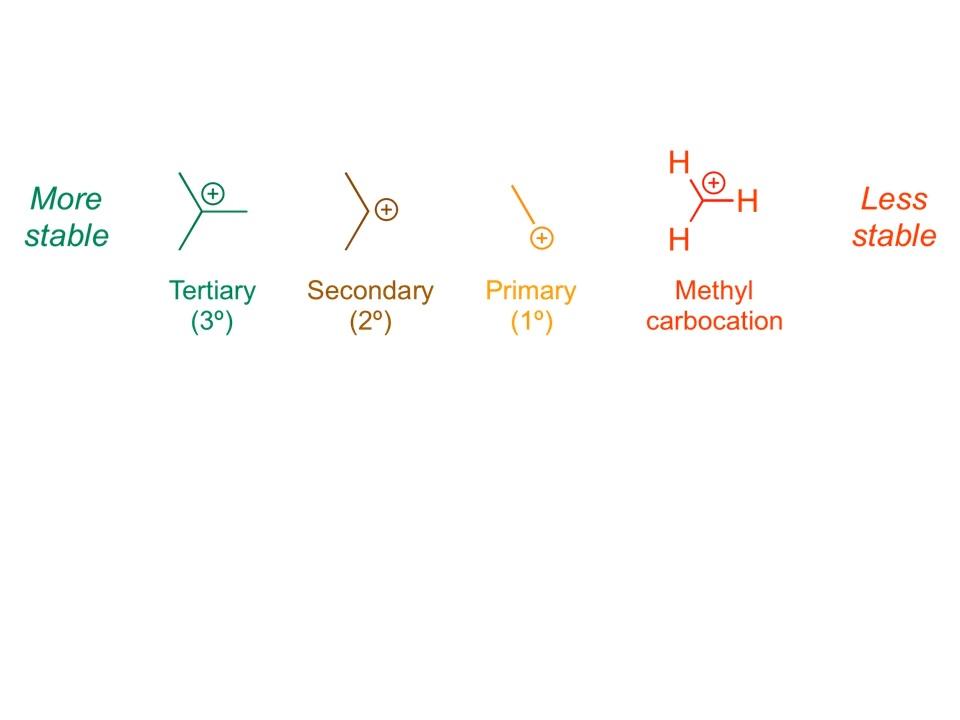 More
stable
Tertiary
(3º)
Secondary
(2º)
Primary
(1º)
H
H
H
Methyl
carbocation
Less
stable